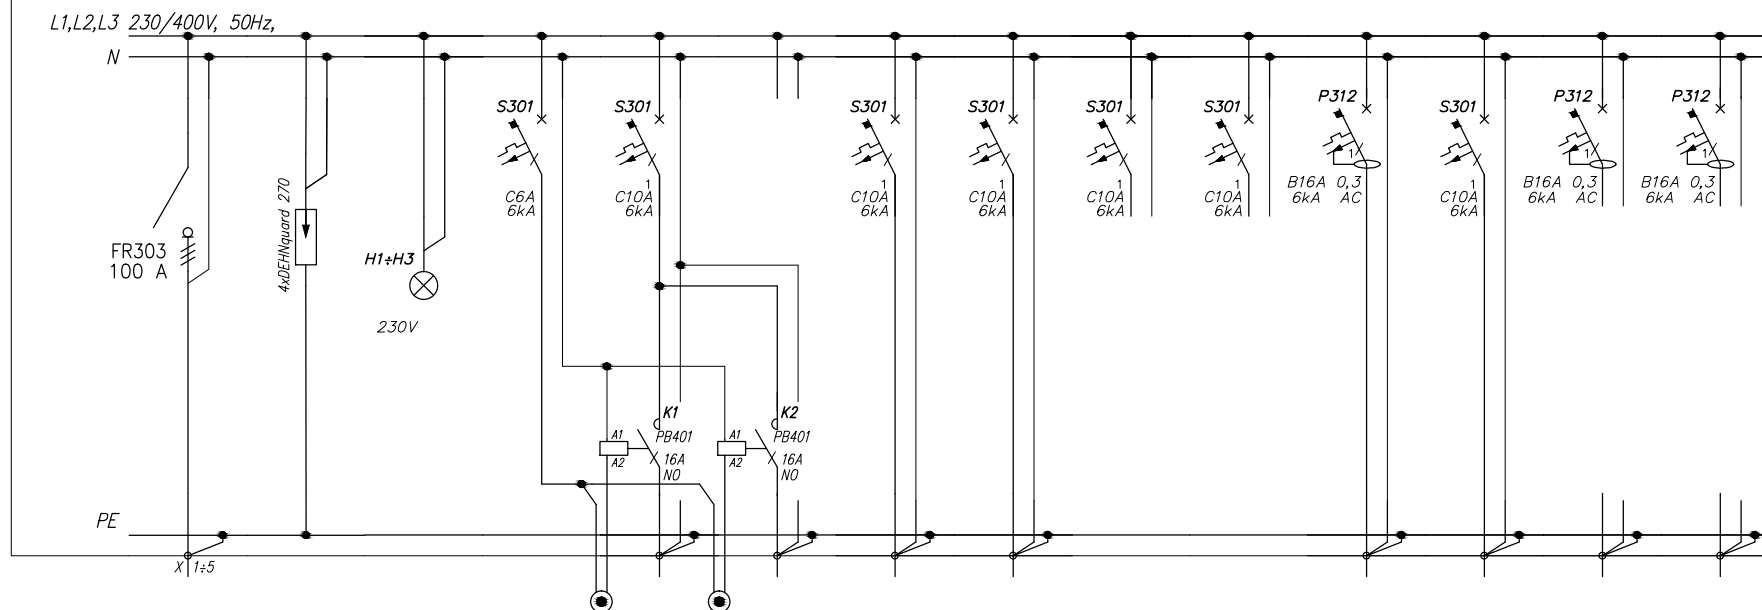 L1,L2,L3 230/400V, 50Hz,
N
S301
S301
S301
S301
S301
S301
P312
S301
P312
P312
C6A
6kA
1
C10A
6kA
1
C10A
6kA
1
C10A
6kA
1
C10A
6kA
1
C10A
6kA
1
B16A 0,3
6kA AC
1
C10A
6kA
1
B16A 0,3
6kA AC
1
B16A 0,3
6kA AC
FR303
100 A
4xDEHNguard 270
H1÷H3
230V
K1
A1
PB401
A2
16A
NO
K2
A1
PB401
A2
16A
NO
PE
X 1÷5